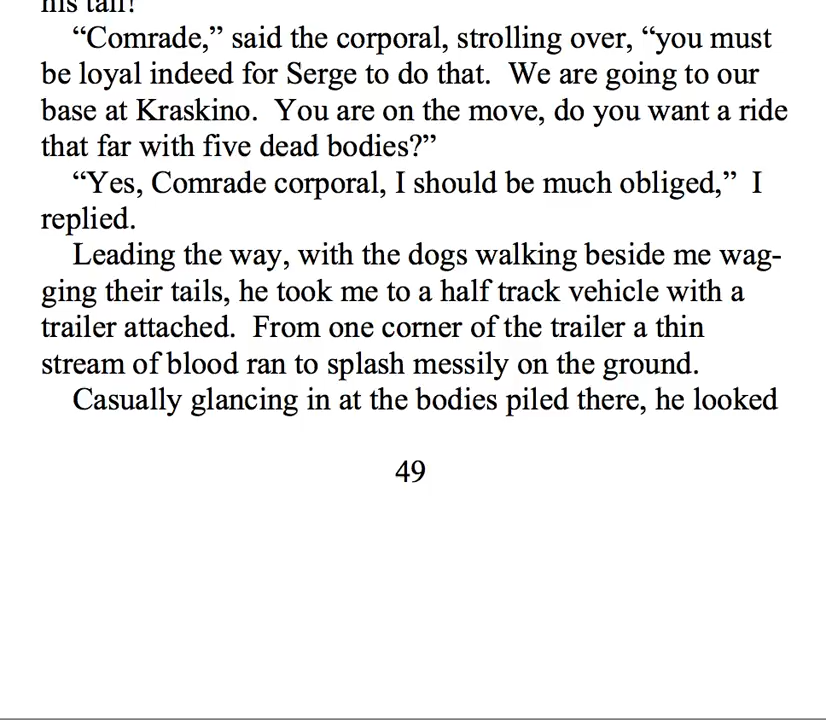 his tail!
“Comrade,” said the corporal, strolling over, “you must
be loyal indeed for Serge to do that.  We are going to our
base at Kraskino.  You are on the move, do you want a ride
that far with five dead bodies?”
“Yes, Comrade corporal, I should be much obliged,”  I
replied.
Leading the way, with the dogs walking beside me wag-
ging their tails, he took me to a half track vehicle with a
trailer attached.  From one corner of the trailer a thin
stream of blood ran to splash messily on the ground.
Casually glancing in at the bodies piled there, he looked
49